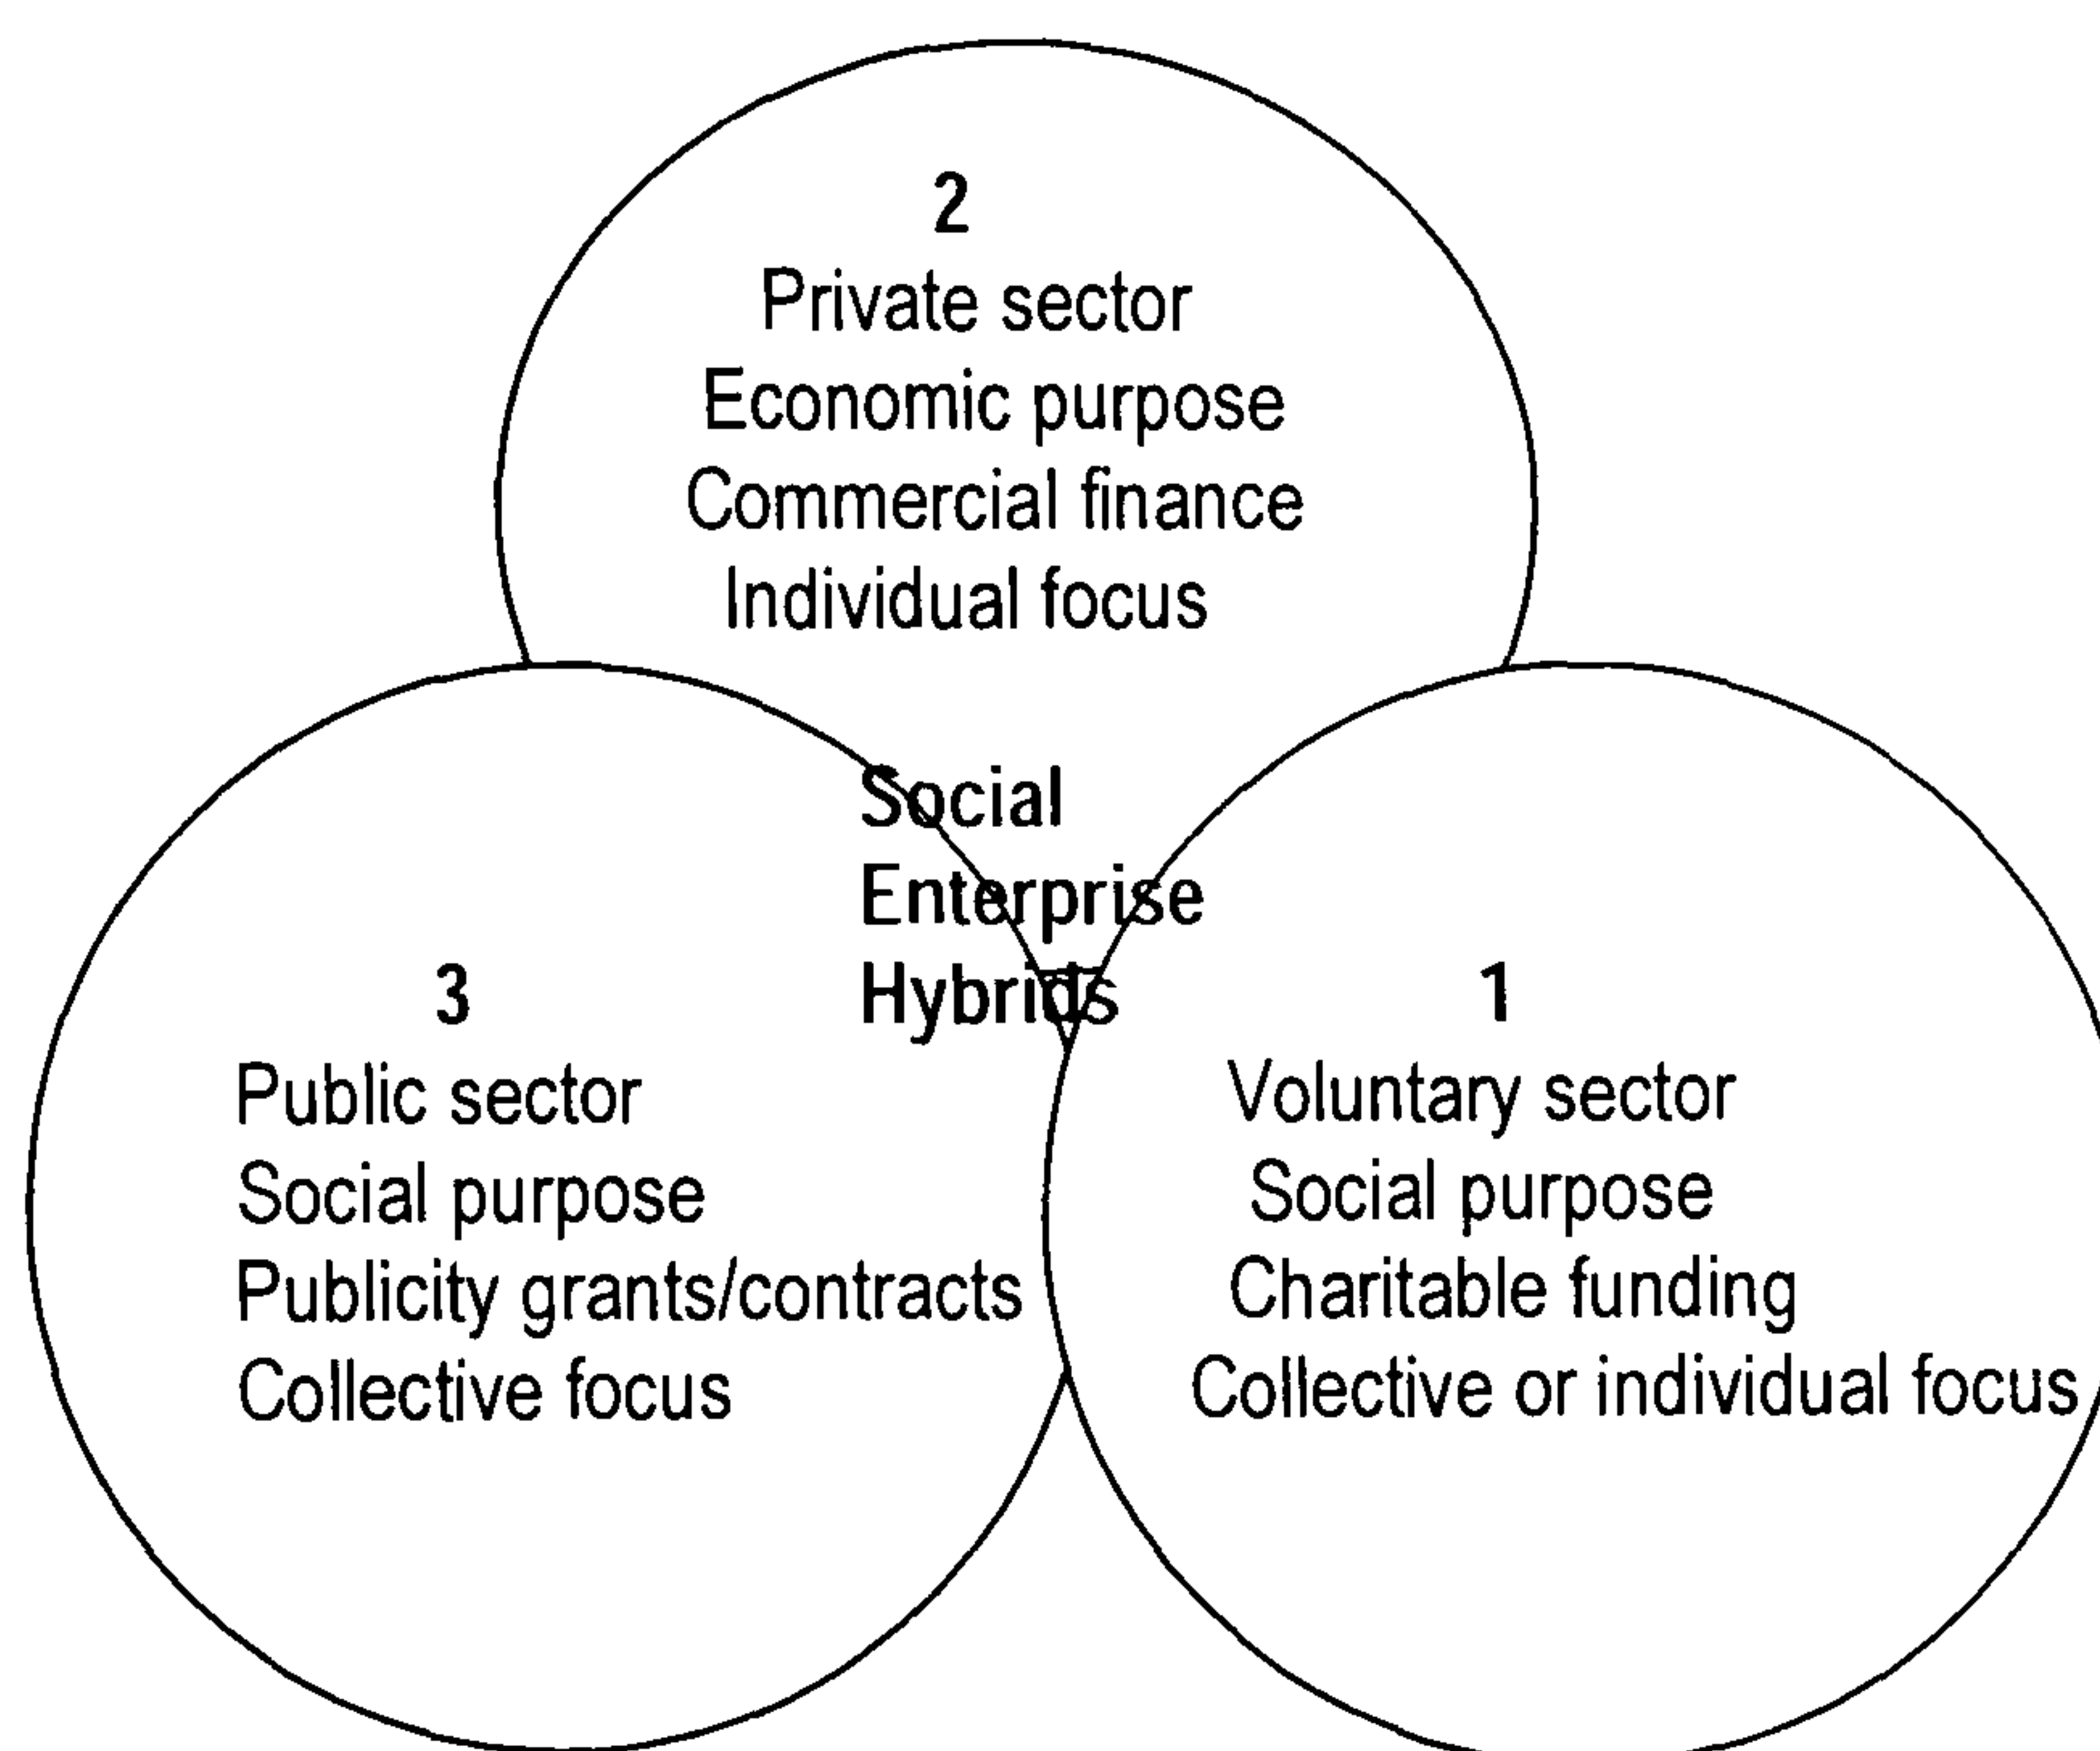 2
Private sector
Economic purpose
Commercial finance
Individual focus
Social
Enterprise
Hybrids
3
Public sector
Social purpose
Publicity grants/contracts
Collective focus
1
Voluntary sector
Social purpose
Charitable funding
Collective or individual focus